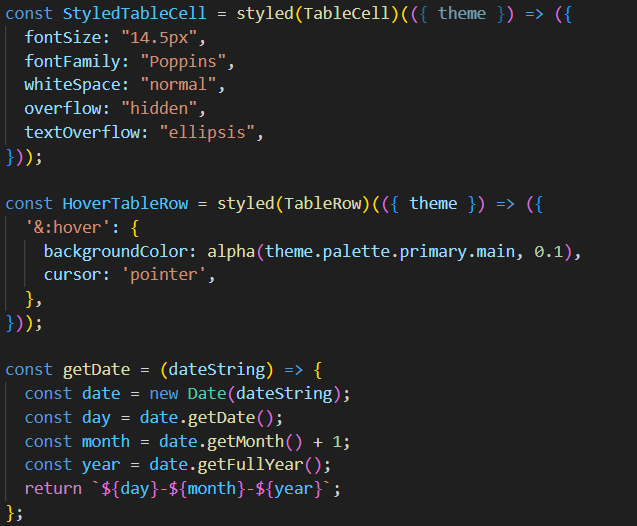 const StyledTableCell = styled(TableCell)(({ theme }) => ({
  fontSize: "14.5px",
  fontFamily: "Poppins",
  whiteSpace: "normal",
  overflow: "hidden",
  textOverflow: "ellipsis",
}));

const HoverTableRow = styled(TableRow)(({ theme }) => ({
  '&:hover': {
    backgroundColor: alpha(theme.palette.primary.main, 0.1),
    cursor: 'pointer',
  },
}));

const getDate = (dateString) => {
  const date = new Date(dateString);
  const day = date.getDate();
  const month = date.getMonth() + 1;
  const year = date.getFullYear();
  return `${day}-${month}-${year}`;
};